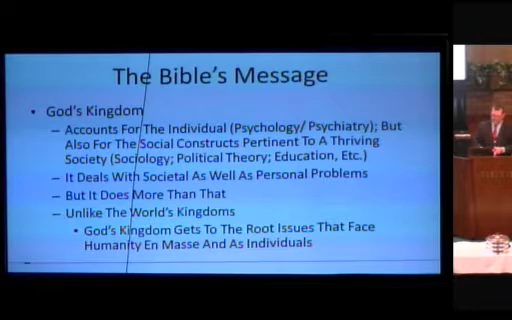 The Bible's Message
• God's Kingdom
– Accounts For The Individual (Psychology/ Psychiatry); But
Also For The Social Constructs Pertinent To A Thriving
Society (Sociology; Political Theory; Education, Etc.)
– It Deals With Societal As Well As Personal Problems
– But It Does More Than That
– Unlike The World's Kingdoms
• God's Kingdom Gets To The Root Issues That Face
Humanity En Masse And As Individuals